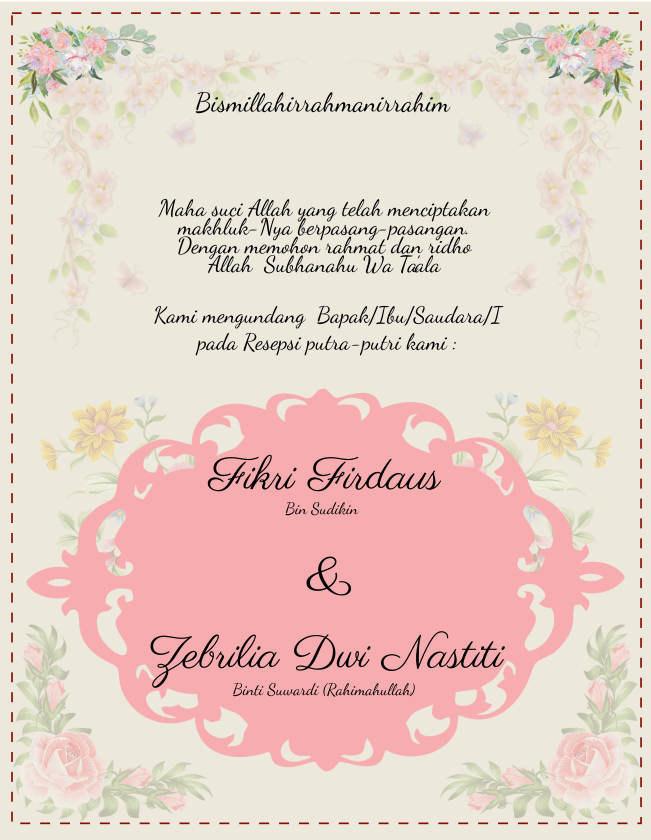 Bismillahirrahmanirrahim
Maha suci Allah yang telah menciptakan
makhluk-Nya berpasang-pasangan.
Dengan memohon rahmat dan ridho
Allah Subhanahu Wa Ta'ala
Kami mengundang Bapak/Ibu/Saudara/I
pada Resepsi putra-putri kami :
Fikri Firdaus
Bin Sudikin
&
Zebrilia Dwi Nastiti
Binti Suwardi (Rahimahullah)